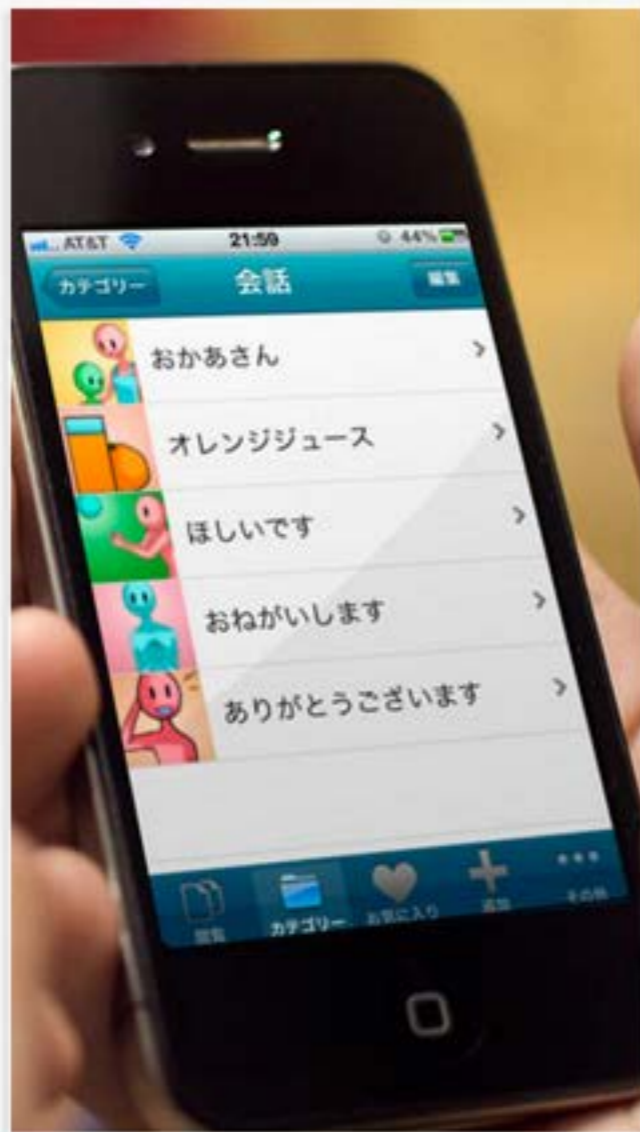 AT&T 21:59 44%
カテゴリー 会話 編集
おかあさん
オレンジジュース
ほしいです
おねがいします
ありがとうございます
カテゴリー お気に入り 追加 その他